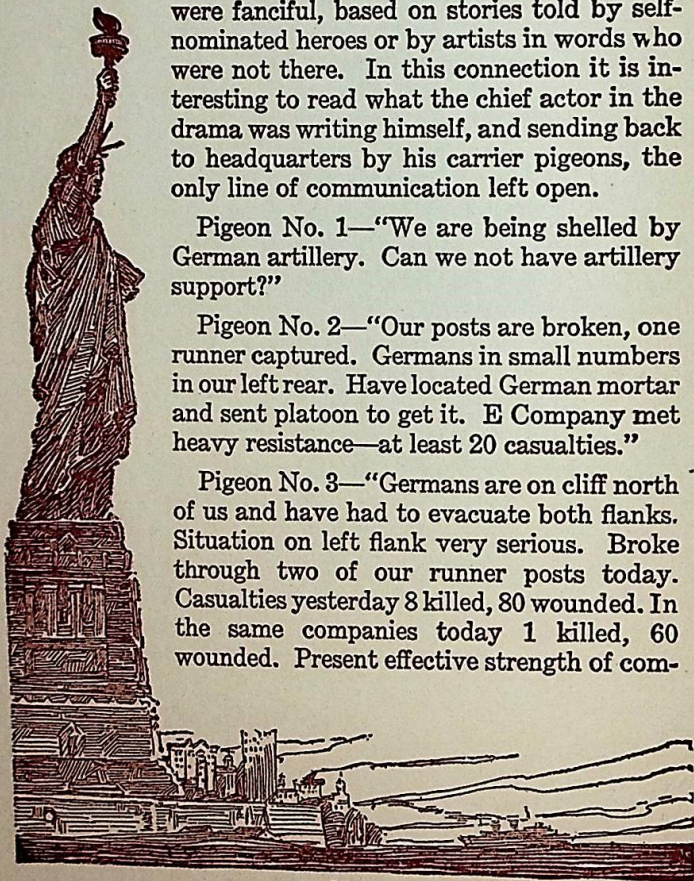 were fanciful, based on stories told by self-
nominated heroes or by artists in words who
were not there. In this connection it is in-
teresting to read what the chief actor in the
drama was writing himself, and sending back
to headquarters by his carrier pigeons, the
only line of communication left open.
Pigeon No. 1—“We are being shelled by
German artillery. Can we not have artillery
support?”
Pigeon No. 2—“Our posts are broken, one
runner captured. Germans in small numbers
in our left rear. Have located German mortar
and sent platoon to get it. E Company met
heavy resistance—at least 20 casualties.”
Pigeon No. 3—“Germans are on cliff north
of us and have had to evacuate both flanks.
Situation on left flank very serious. Broke
through two of our runner posts today.
Casualties yesterday 8 killed, 80 wounded. In
the same companies today 1 killed, 60
wounded. Present effective strength of com-